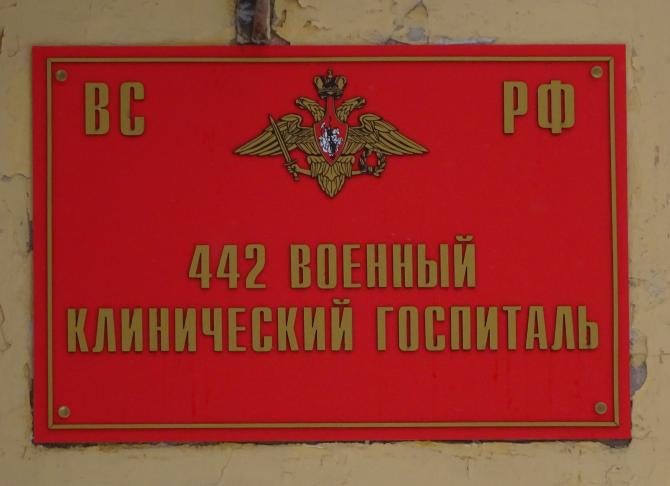 ВС РФ
442 ВОЕННЫЙ
КЛИНИЧЕСКИЙ ГОСПИТАЛЬ